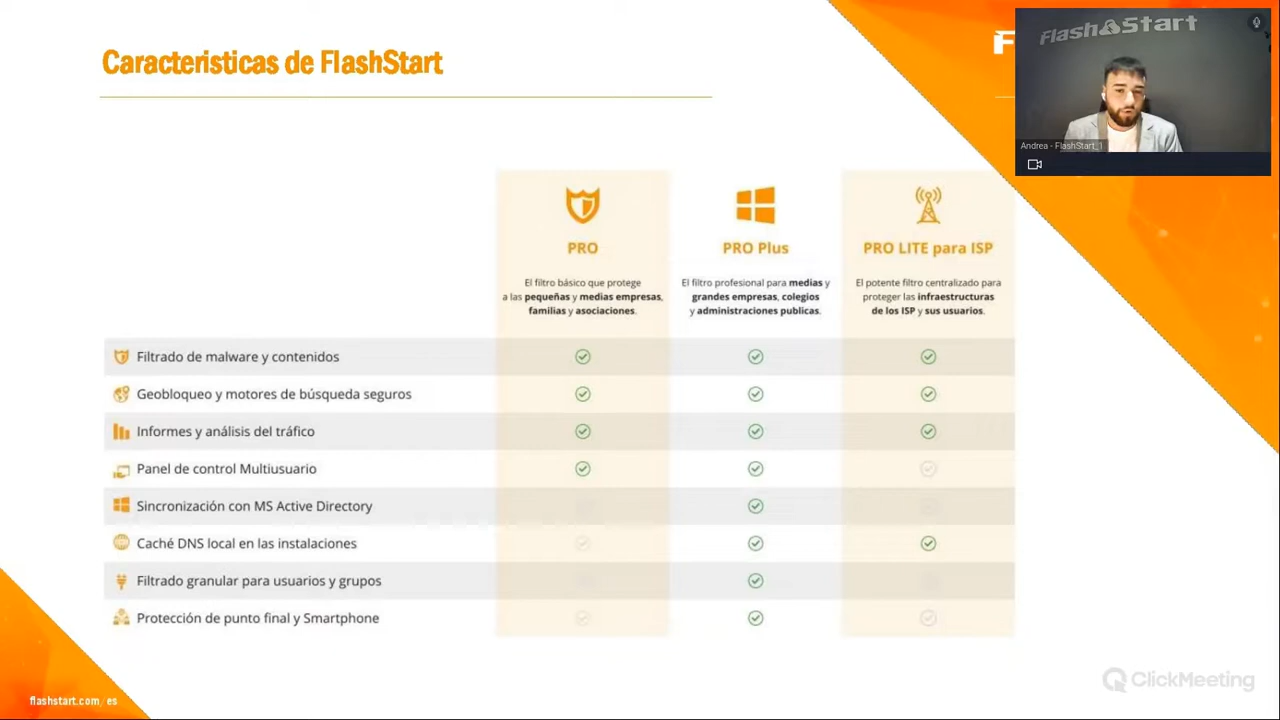 Caracteristicas de FlashStart
FlashStart
Andrea - FlashStart_1
PRO
PRO Plus
PRO LITE para ISP
El filtro básico que protege
a las pequeñas y medias empresas,
familias y asociaciones.
El filtro profesional para medias y
grandes empresas, colegios
y administraciones publicas.
El potente filtro centralizado para
proteger las infraestructuras
de los ISP y sus usuarios.
Filtrado de malware y contenidos
Geobloqueo y motores de búsqueda seguros
Informes y análisis del tráfico
Panel de control Multiusuario
Sincronización con MS Active Directory
Caché DNS local en las instalaciones
Filtrado granular para usuarios y grupos
Protección de punto final y Smartphone
flashstart.com/es
ClickMeeting